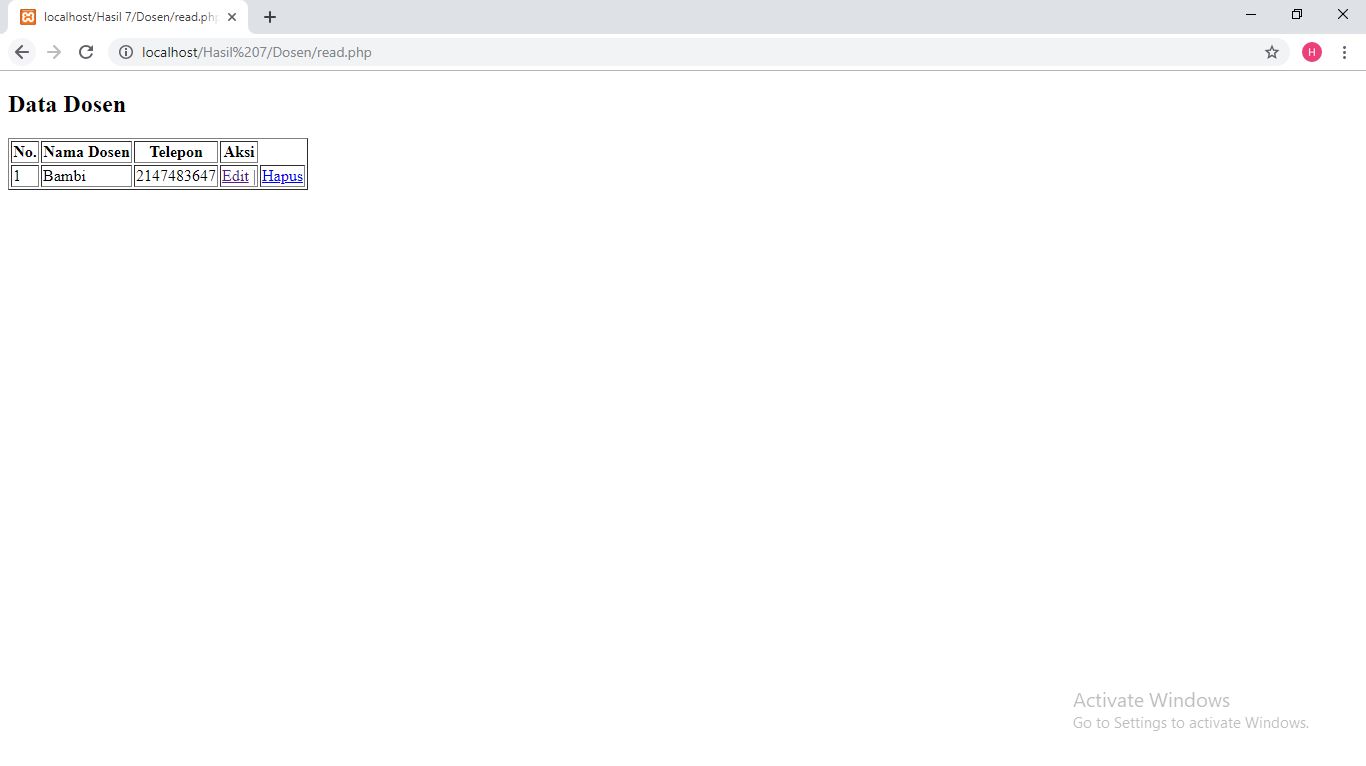 localhost/Hasil 7/Dosen/read.php
localhost/Hasil%207/Dosen/read.php
H
Data Dosen
No. Nama Dosen Telepon Aksi
1 Bambi 2147483647 Edit | Hapus
Activate Windows
Go to Settings to activate Windows.